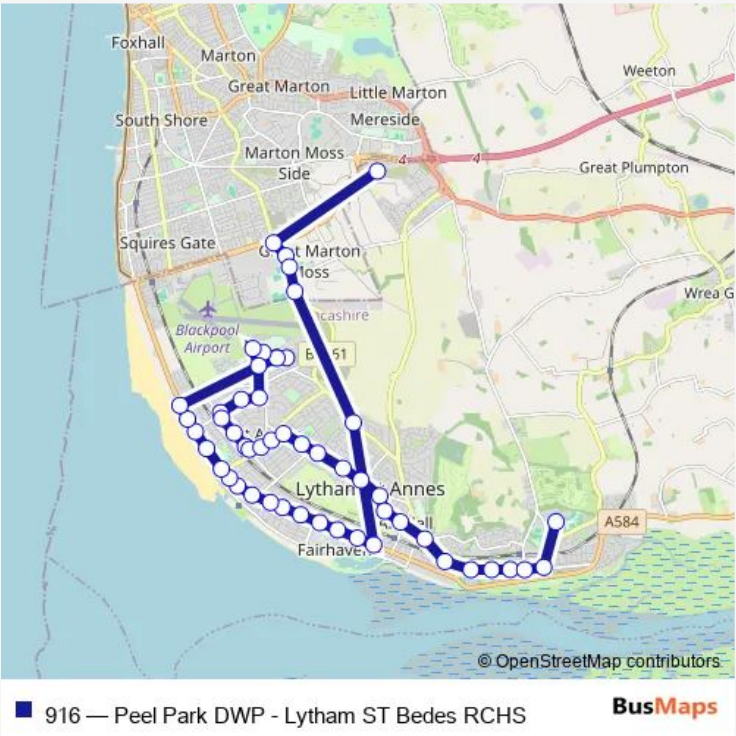 Foxhall
Marton
Weeton
Great Marton
Little Marton
South Shore
Mereside
Marton Moss
Side
4
4
Great Plumpton
Squires Gate
Marton
Moss
Wrea G
cashire
Blackpool
Airport
Lytham
Annes
A584
Fairhaven
© OpenStreetMap contributors
916 — Peel Park DWP - Lytham ST Bedes RCHS
BusMaps